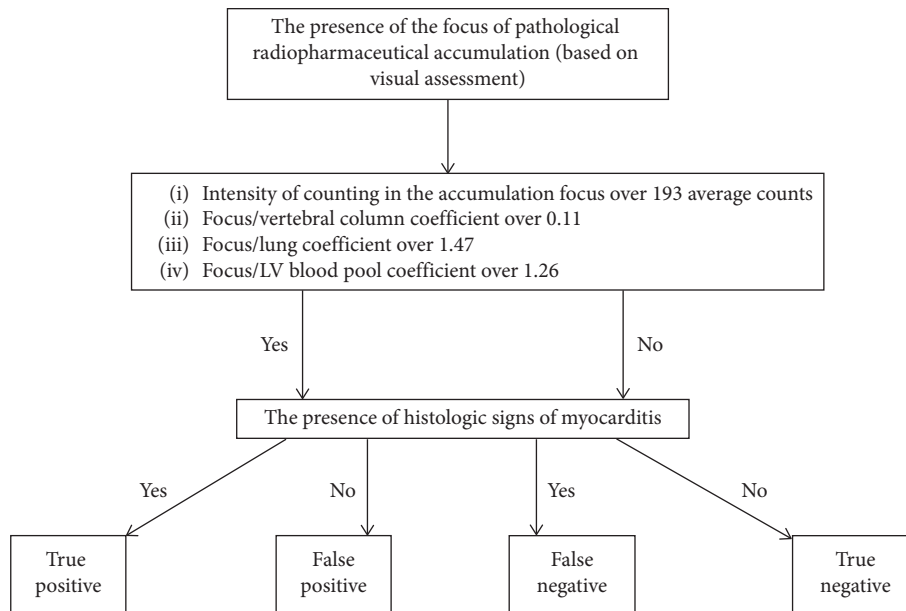 The presence of the focus of pathological
radiopharmaceutical accumulation (based on
visual assessment)
(i) Intensity of counting in the accumulation focus over 193 average counts
(ii) Focus/vertebral column coefficient over 0.11
(iii) Focus/lung coefficient over 1.47
(iv) Focus/LV blood pool coefficient over 1.26
Yes
No
The presence of histologic signs of myocarditis
Yes
No
Yes
No
True
positive
False
positive
False
negative
True
negative